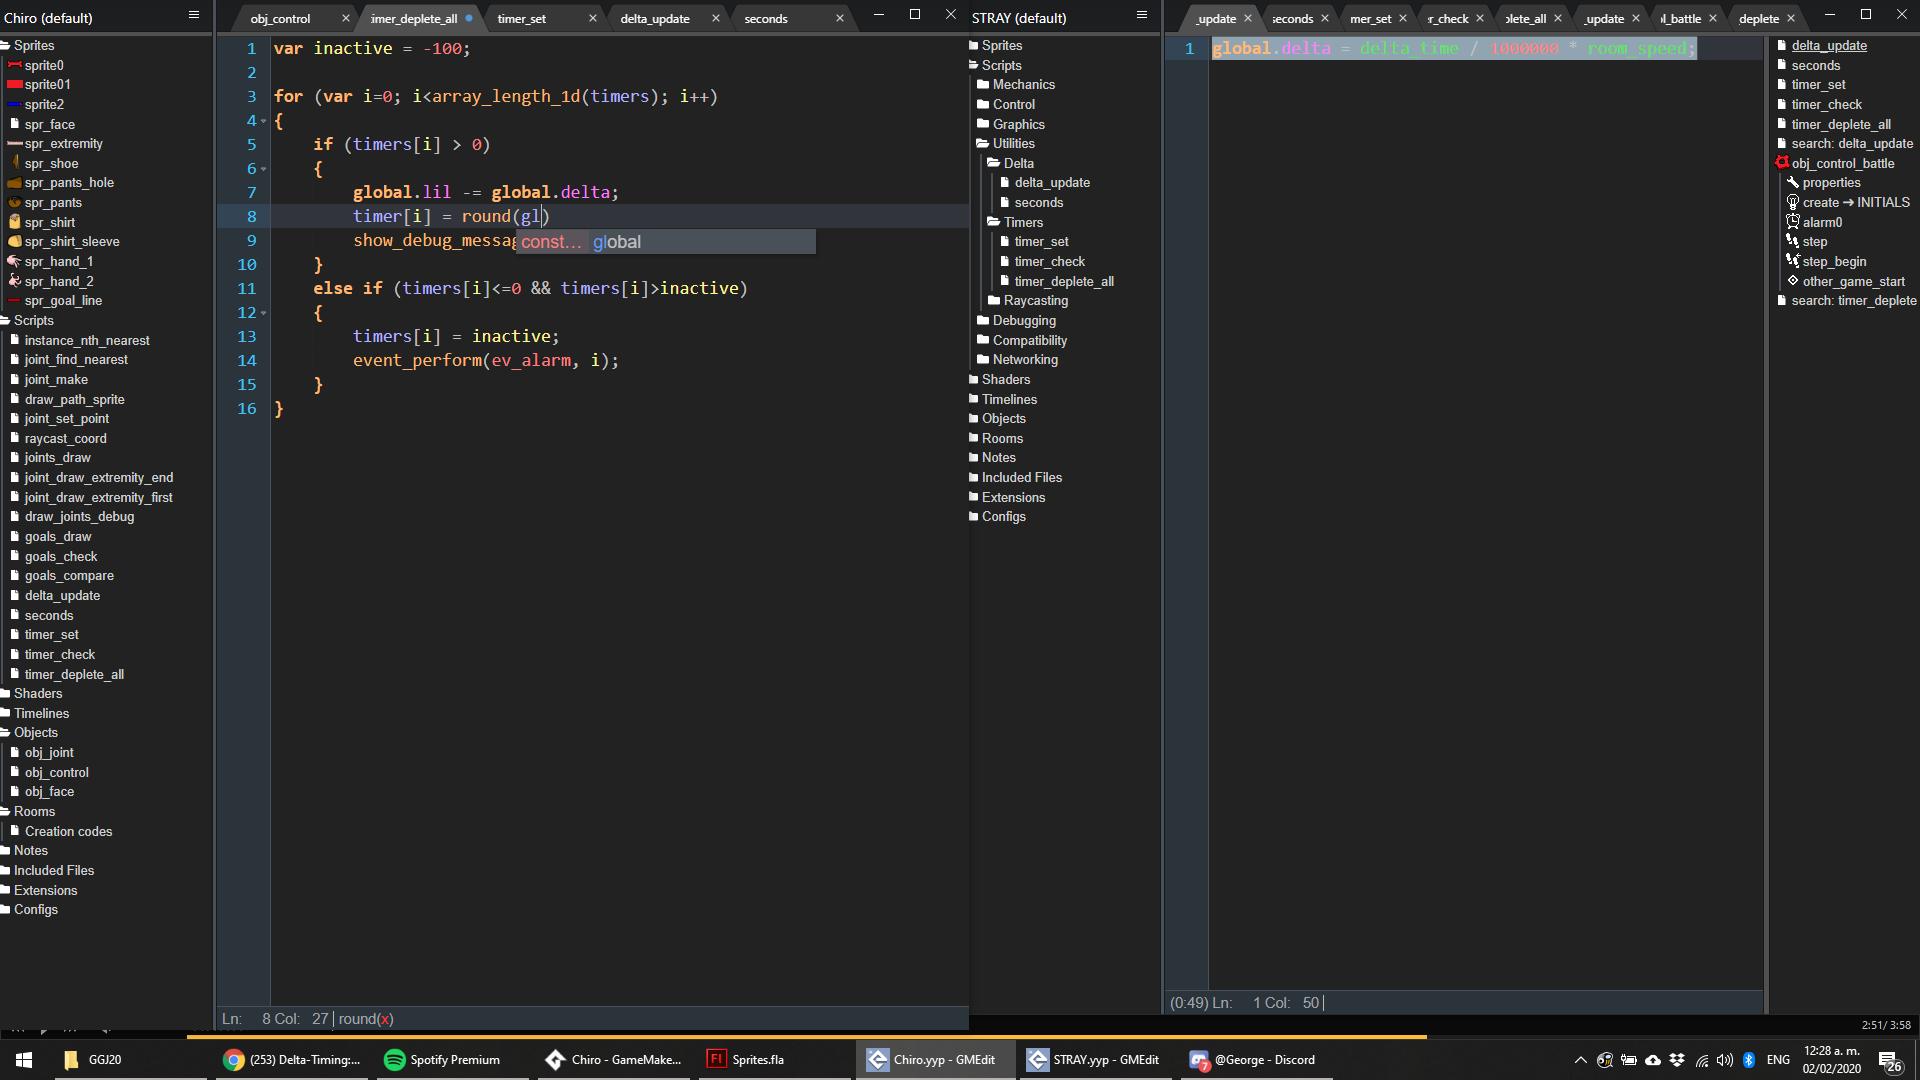 Chiro (default)
Sprites
sprite0
sprite01
sprite2
spr_face
spr_extremity
spr_shoe
spr_pants_hole
spr_pants
spr_shirt
spr_shirt_sleeve
spr_hand_1
spr_hand_2
spr_goal_line
Scripts
instance_nth_nearest
joint_find_nearest
joint_make
draw_path_sprite
joint_set_point
raycast_coord
joints_draw
joint_draw_extremity_end
joint_draw_extremity_first
draw_joints_debug
goals_draw
goals_check
goals_compare
delta_update
seconds
timer_set
timer_check
timer_deplete_all
Shaders
Timelines
Objects
obj_joint
obj_control
obj_face
Rooms
Creation codes
Notes
Included Files
Extensions
Configs
obj_control timer_deplete_all timer_set delta_update seconds
1 var inactive = -100;
2
3 for (var i=0; i<array_length_1d(timers); i++)
4 {
5 if (timers[i] > 0)
6 {
7 global.lil -= global.delta;
8 timer[i] = round(gl)
9 show_debug_messag
const... global
10 }
11 else if (timers[i]<=0 && timers[i]>inactive)
12 {
13 timers[i] = inactive;
14 event_perform(ev_alarm, i);
15 }
16 }
Ln: 8 Col: 27 round(x)
STRAY (default)
Sprites
Scripts
Mechanics
Control
Graphics
Utilities
Delta
delta_update
seconds
Timers
timer_set
timer_check
timer_deplete_all
Raycasting
Debugging
Compatibility
Networking
Shaders
Timelines
Objects
Rooms
Notes
Included Files
Extensions
Configs
_update seconds mer_set r_check plete_all _update l_battle deplete
1 global.delta = delta_time / 1000000 * room_speed;
(0:49) Ln: 1 Col: 50
delta_update
seconds
timer_set
timer_check
timer_deplete_all
search: delta_update
obj_control_battle
properties
create → INITIALS
alarm0
step
step_begin
other_game_start
search: timer_deplete
2:51/ 3:58
GGJ20
(253) Delta-Timing:...
Spotify Premium
Chiro - GameMake...
Fl Sprites.fla
Chiro.yyp - GMEdit
STRAY.yyp - GMEdit
7 @George - Discord
ENG
12:28 a. m.
02/02/2020
26